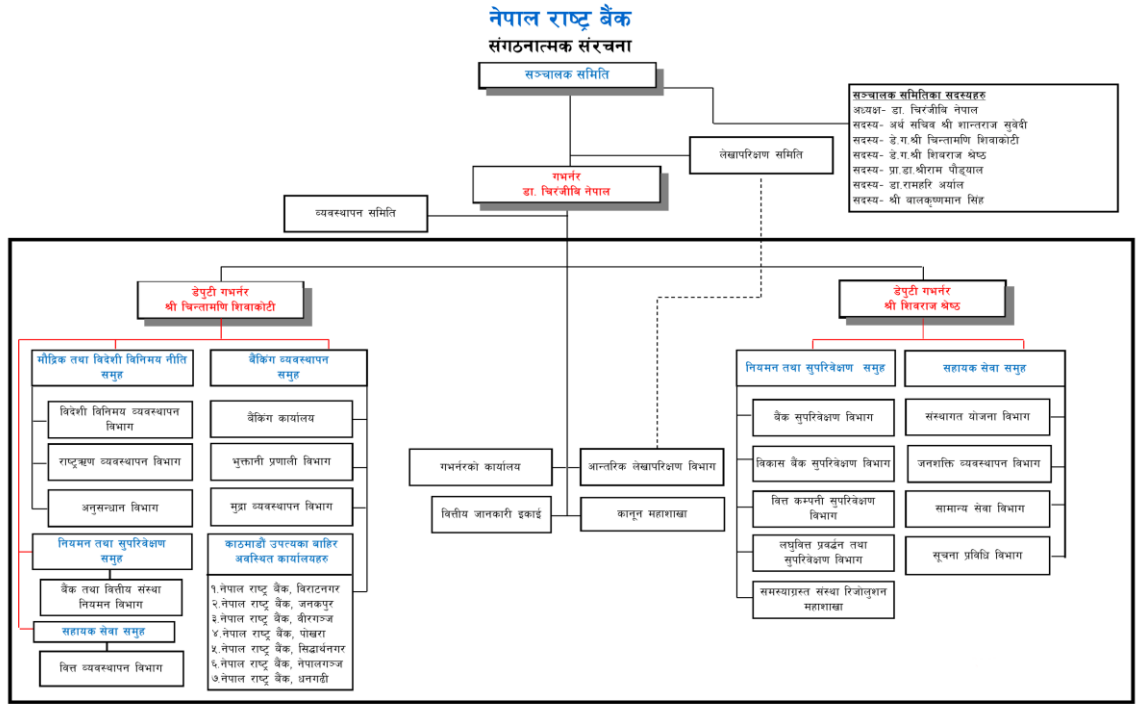 नेपाल राष्ट्र बैंक
संगठनात्मक संरचना
सञ्चालक समिति
सञ्चालक समितिका सदस्यहरु
अध्यक्ष- डा. चिरंजीबि नेपाल
सदस्य- अर्थ सचिव श्री शान्तराज सुवेदी
सदस्य- डे.ग.श्री चिन्तामणि शिवाकोटी
सदस्य- डे.ग.श्री शिबराज श्रेष्ठ
सदस्य- प्रा.डा.श्रीराम पौड्याल
सदस्य- डा.रामहरि अर्याल
सदस्य- श्री बालकृष्णमान सिंह
लेखापरिक्षण समिति
गभर्नर
डा. चिरंजीबि नेपाल
व्यवस्थापन समिति
डेपुटी गभर्नर
श्री चिन्तामणि शिवाकोटी
डेपुटी गभर्नर
श्री शिवराज श्रेष्ठ
मौद्रिक तथा विदेशी विनिमय नीति
समुह
विदेशी विनिमय व्यवस्थापन
विभाग
राष्ट्रऋण व्यवस्थापन विभाग
अनुसन्धान विभाग
नियमन तथा सुपरिवेक्षण
समुह
बैंक तथा वित्तीय संस्था
नियमन विभाग
सहायक सेवा समुह
वित्त व्यवस्थापन विभाग
बैंकिंग व्यवस्थापन
समुह
बैंकिंग कार्यालय
भुक्तानी प्रणाली विभाग
मुद्रा व्यवस्थापन विभाग
काठमाडौं उपत्यका बाहिर
अवस्थित कार्यालयहरु
१.नेपाल राष्ट्र बैंक, विराटनगर
२.नेपाल राष्ट्र बैंक, जनकपुर
३.नेपाल राष्ट्र बैंक, वीरगञ्ज
४.नेपाल राष्ट्र बैंक, पोखरा
५.नेपाल राष्ट्र बैंक, सिद्धार्थनगर
६.नेपाल राष्ट्र बैंक, नेपालगञ्ज
७.नेपाल राष्ट्र बैंक, धनगढी
गभर्नरको कार्यालय
आन्तरिक लेखापरिक्षण विभाग
वित्तीय जानकारी इकाई
कानून महाशाखा
नियमन तथा सुपरिवेक्षण समुह
बैंक सुपरिवेक्षण विभाग
विकास बैंक सुपरिवेक्षण विभाग
वित्त कम्पनी सुपरिवेक्षण
विभाग
लघुवित्त प्रवर्द्धन तथा
सुपरिवेक्षण विभाग
समस्याग्रस्त संस्था रिजोलुशन
महाशाखा
सहायक सेवा समुह
संस्थागत योजना विभाग
जनशक्ति व्यवस्थापन विभाग
सामान्य सेवा विभाग
सूचना प्रविधि विभाग